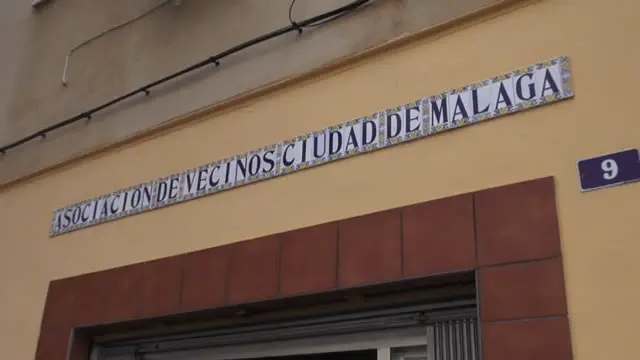 ASOCIACION DE VECINOS CIUDAD DE MALAGA
9